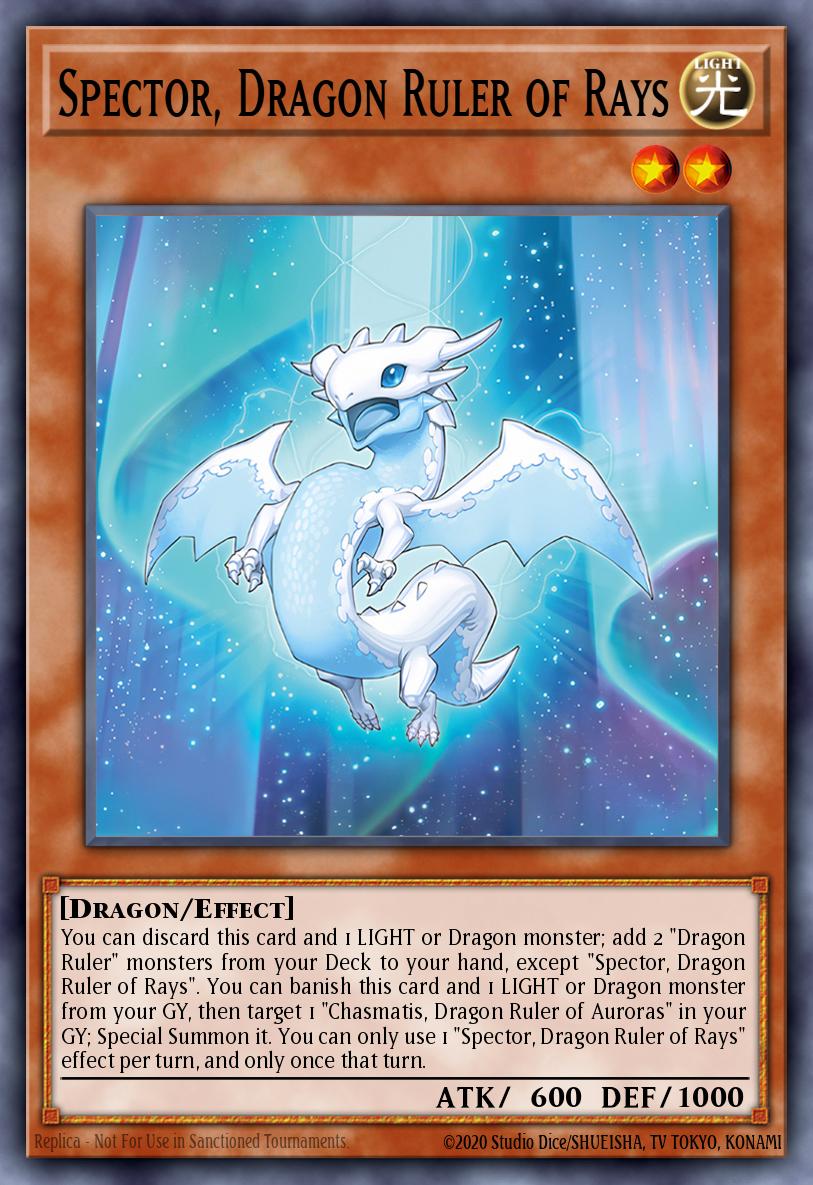 Spector, Dragon Ruler of Rays
LIGHT
光
[Dragon/Effect]
You can discard this card and 1 LIGHT or Dragon monster; add 2 "Dragon
Ruler" monsters from your Deck to your hand, except "Spector, Dragon
Ruler of Rays". You can banish this card and 1 LIGHT or Dragon monster
from your GY, then target 1 "Chasmatis, Dragon Ruler of Auroras" in your
GY; Special Summon it. You can only use 1 "Spector, Dragon Ruler of Rays"
effect per turn, and only once that turn.
ATK/ 600 DEF/1000
Replica - Not For Use in Sanctioned Tournaments.
©2020 Studio Dice/SHUEISHA, TV TOKYO, KONAMI